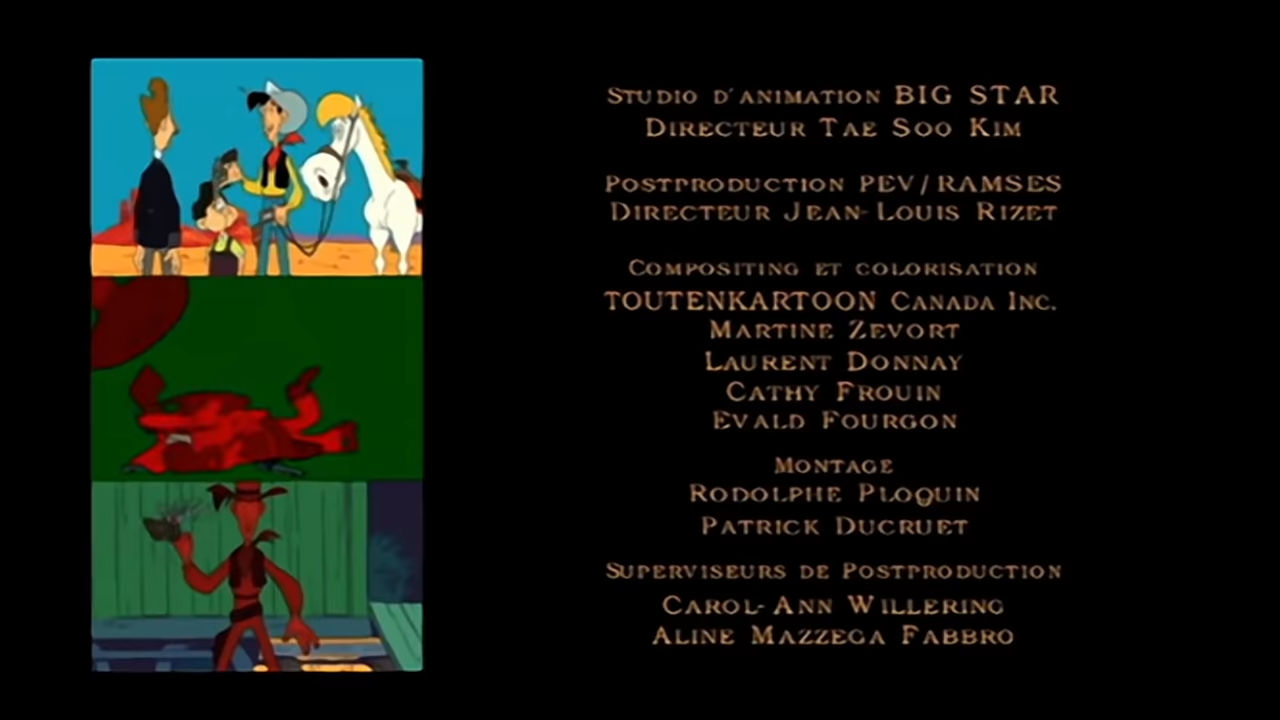 STUDIO D'ANIMATION BIG STAR
DIRECTEUR TAE SOO KIM
POSTPRODUCTION PEV/RAMSES
DIRECTEUR JEAN-LOUIS RIZET
COMPOSITING ET COLORISATION
TOUTENKARTOON CANADA INC.
MARTINE ZEVORT
LAURENT DONNAY
CATHY FROUIN
EVALD FOURGON
MONTAGE
RODOLPHE PLOQUIN
PATRICK DUCRUET
SUPERVISEURS DE POSTPRODUCTION
CAROL-ANN WILLERING
ALINE MAZZEGA FABBRO